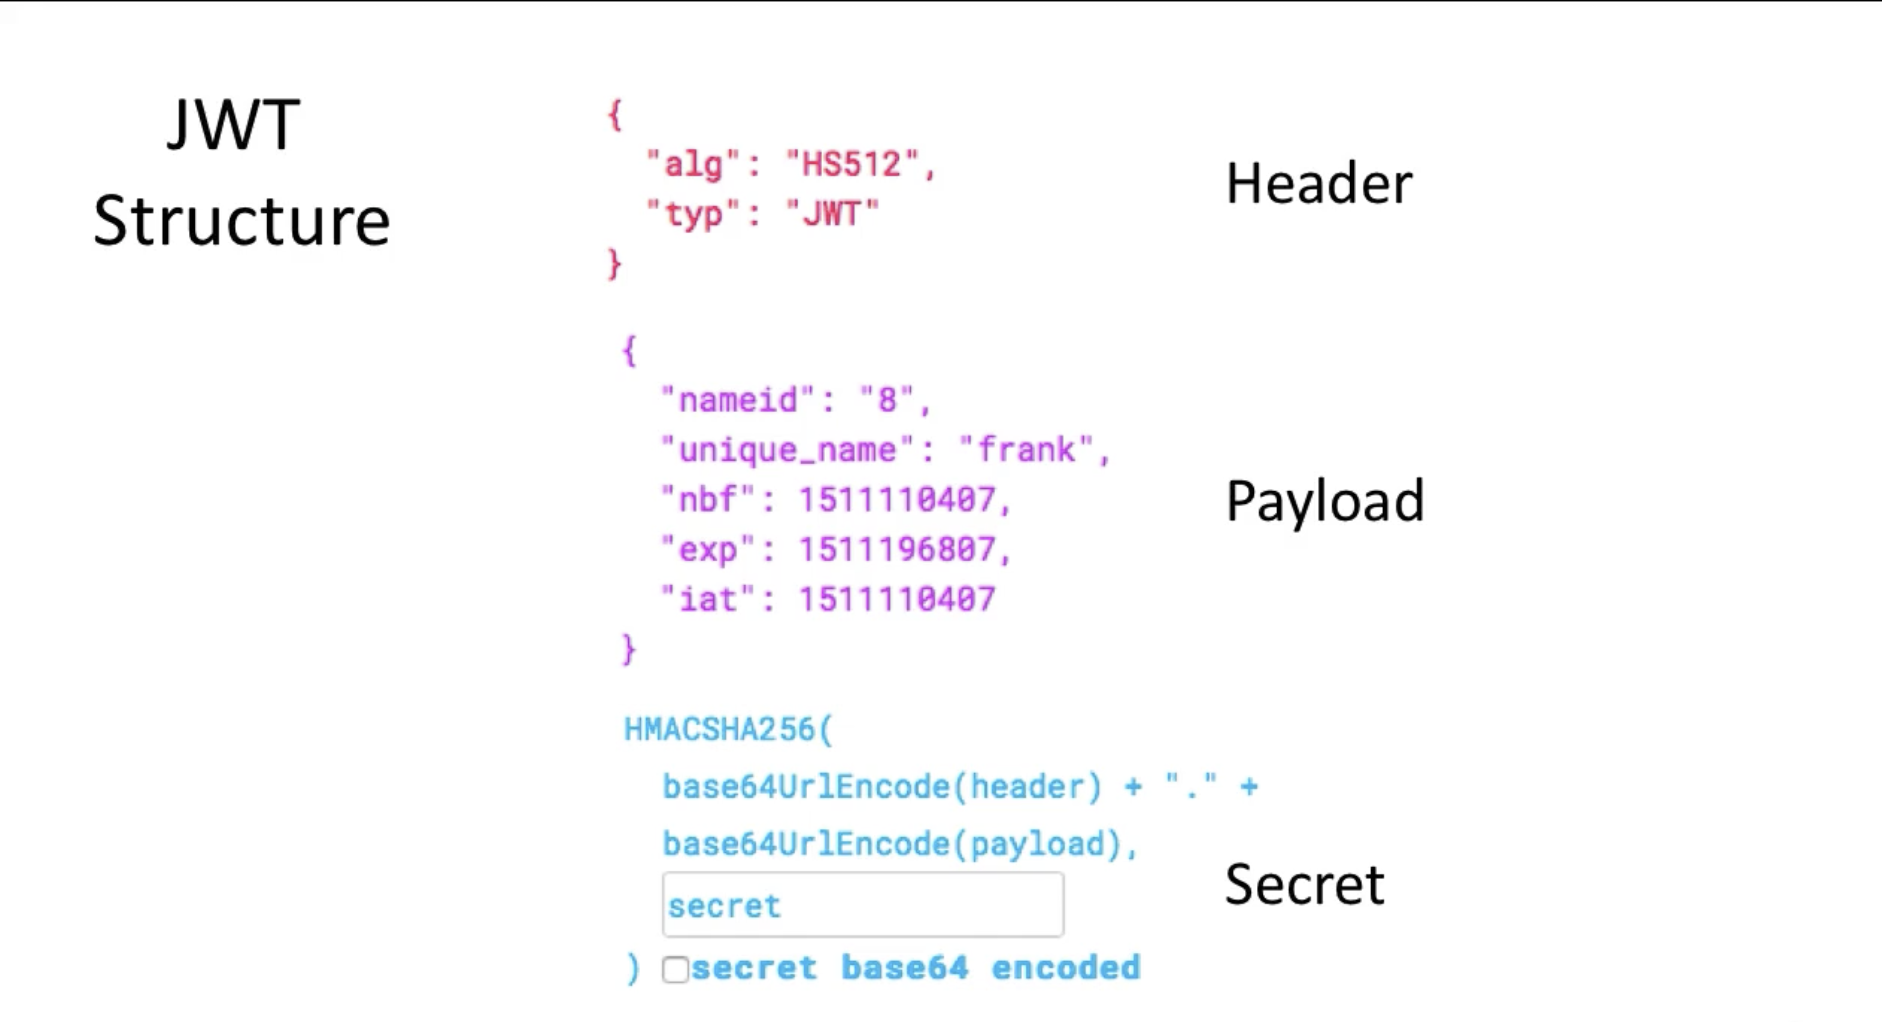 JWT
Structure
{
"alg": "HS512",
"typ": "JWT"
}
Header
{
"nameid": "8",
"unique_name": "frank",
"nbf": 1511110407,
"exp": 1511196807,
"iat": 1511110407
}
Payload
HMACSHA256(
base64UrlEncode(header) + "." +
base64UrlEncode(payload),
secret
) secret base64 encoded
Secret